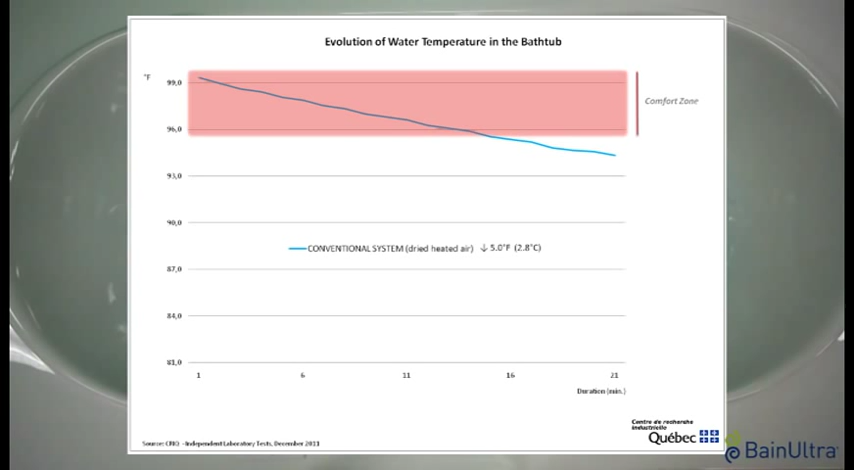 Evolution of Water Temperature in the Bathtub
°F
99,0
Comfort Zone
96,0
93,0
90,0
CONVENTIONAL SYSTEM (dried heated air) ↓ 5.0°F (2.8°C)
87,0
84,0
81,0
1 6 11 16 21
Duration (min.)
Centre de recherche
industrielle
Québec
Source: CRIQ - Independent Laboratory Tests, December 2011
BainUltra